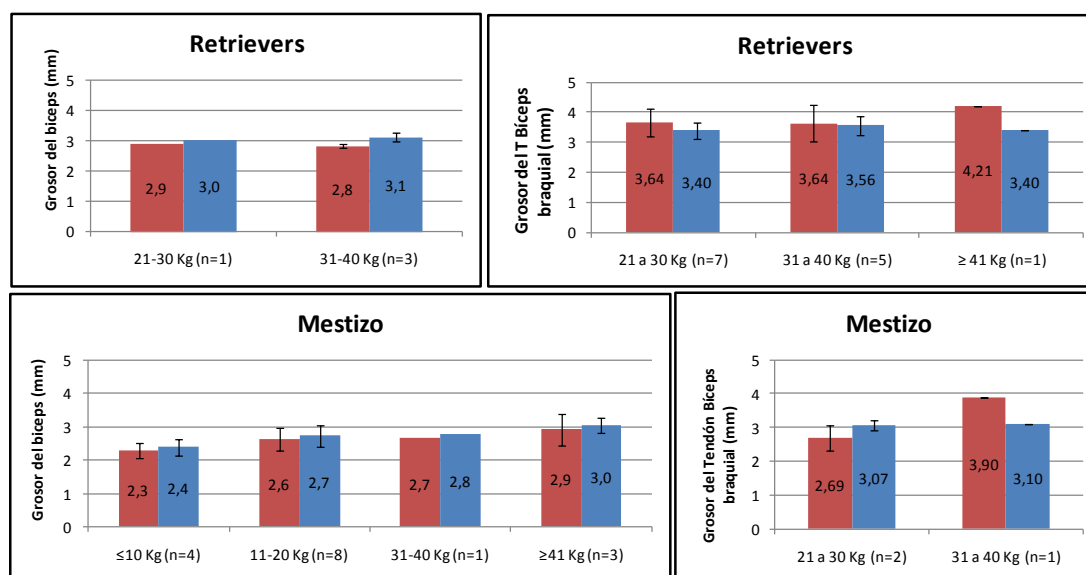 Retrievers
Grosor del biceps (mm)
5
4
3
2
1
0
2,9
3,0
2,8
3,1
21-30 Kg (n=1)
31-40 Kg (n=3)
Retrievers
Grosor del T Bíceps
braquial (mm)
5
4
3
2
1
0
3,64
3,40
3,64
3,56
4,21
3,40
21 a 30 Kg (n=7)
31 a 40 Kg (n=5)
≥ 41 Kg (n=1)
Mestizo
Grosor del biceps (mm)
5
4
3
2
1
0
2,3
2,4
2,6
2,7
2,7
2,8
2,9
3,0
≤10 Kg (n=4)
11-20 Kg (n=8)
31-40 Kg (n=1)
≥41 Kg (n=3)
Mestizo
Grosor del Tendón Bíceps
braquial (mm)
5
4
3
2
1
0
2,69
3,07
3,90
3,10
21 a 30 Kg (n=2)
31 a 40 Kg (n=1)